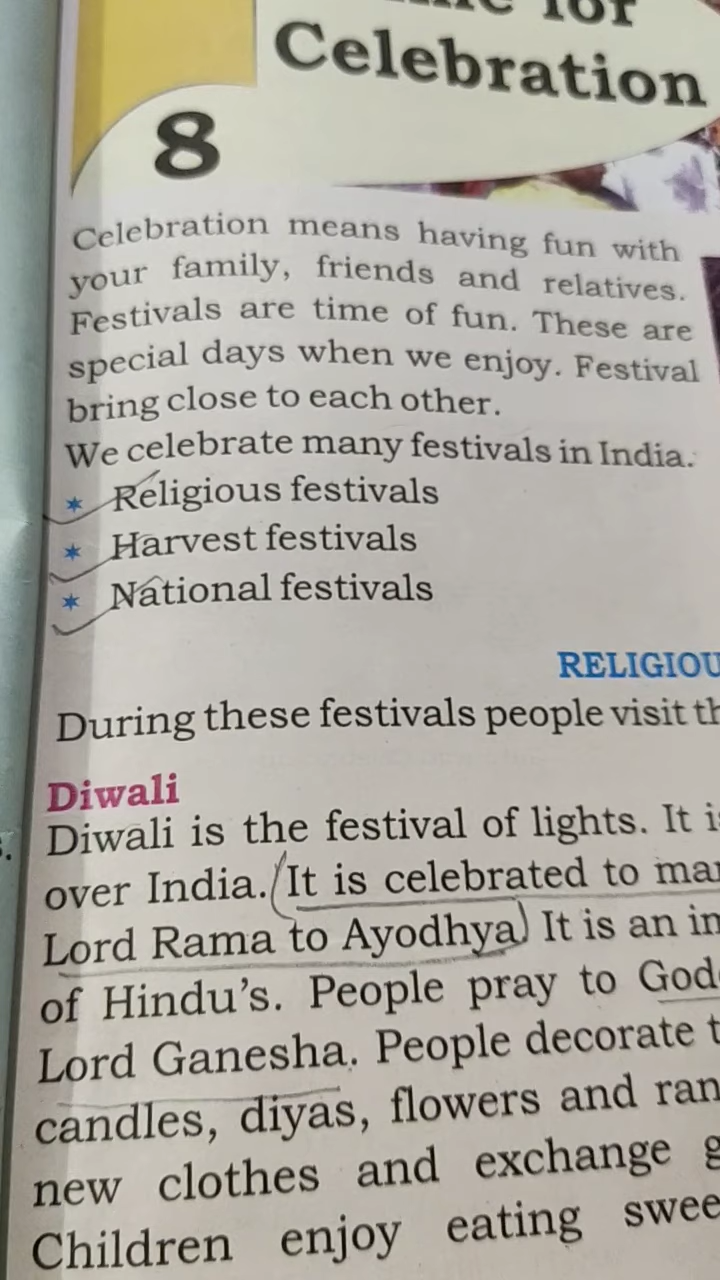 for
Celebration
8
Celebration means having fun with
your family, friends and relatives.
Festivals are time of fun. These are
special days when we enjoy. Festival
bring close to each other.
We celebrate many festivals in India.
* Religious festivals
* Harvest festivals
* National festivals
RELIGIOU
During these festivals people visit th
Diwali
Diwali is the festival of lights. It is
over India. It is celebrated to mar
Lord Rama to Ayodhya) It is an in
of Hindu's. People pray to God
Lord Ganesha. People decorate t
candles, diyas, flowers and ran
new clothes and exchange g
Children enjoy eating swee